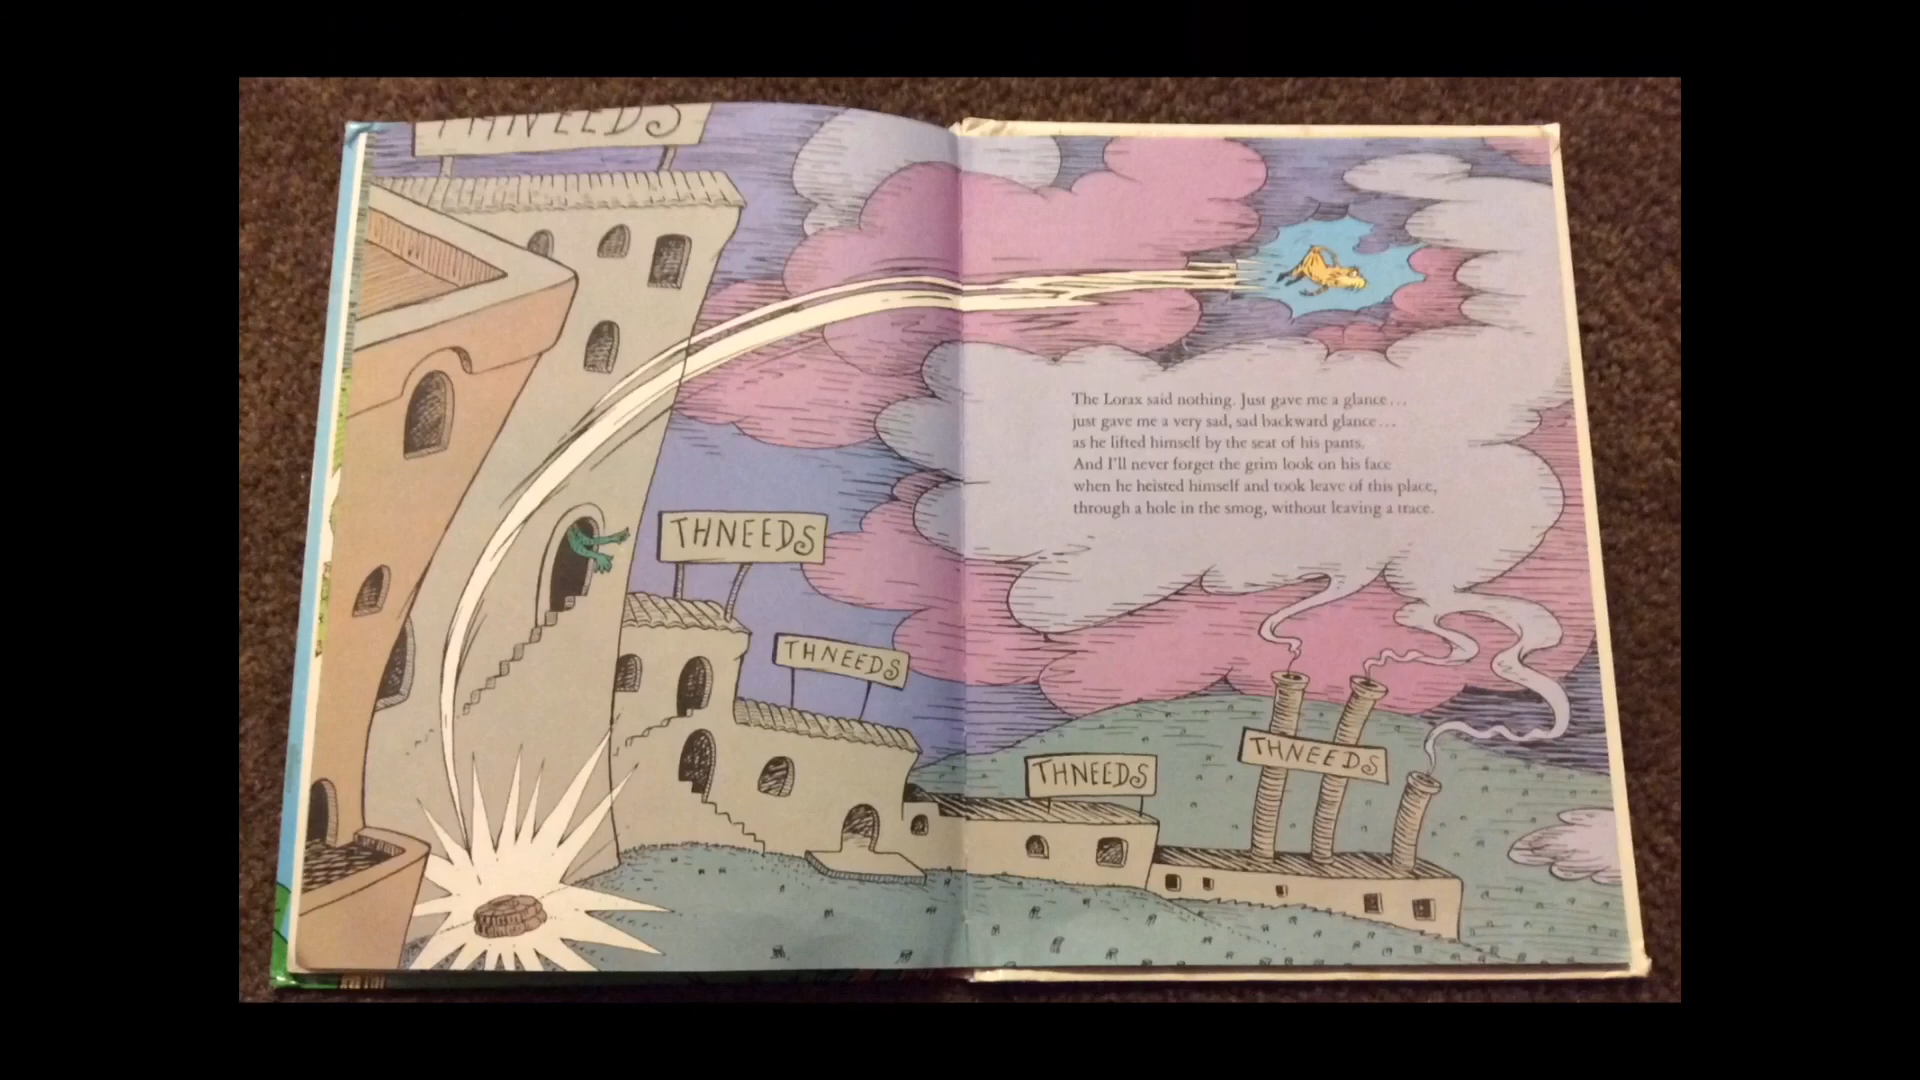 THNEEDS
THNEEDS
THNEEDS
THNEEDS
THNEEDS
The Lorax said nothing. Just gave me a glance...
just gave me a very sad, sad backward glance...
as he lifted himself by the seat of his pants.
And I'll never forget the grim look on his face
when he heisted himself and took leave of this place,
through a hole in the smog, without leaving a trace.